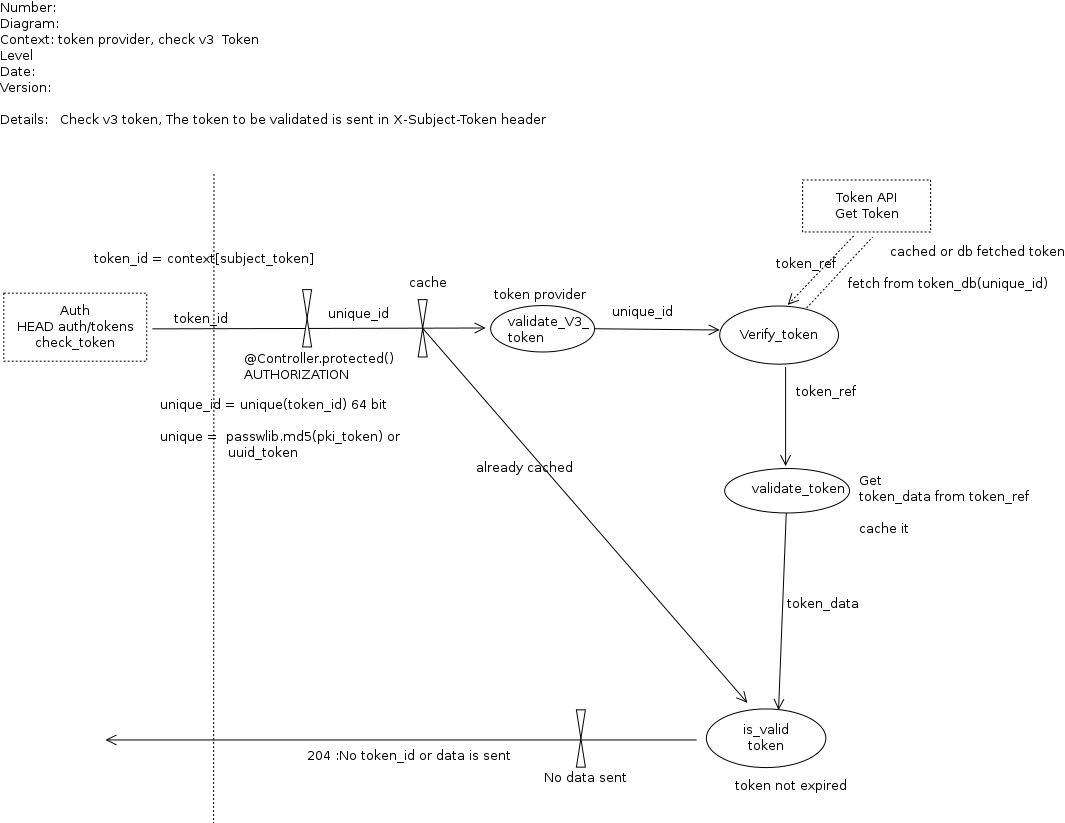 Number:
Diagram:
Context: token provider, check v3  Token
Level
Date:
Version:
Details:   Check v3 token, The token to be validated is sent in X-Subject-Token header
Token API
Get Token
cached or db fetched token
token_ref
fetch from token_db(unique_id)
token_id = context[subject_token]
cache
token provider
Auth
HEAD auth/tokens
check_token
token_id
unique_id
validate_V3_
token
unique_id
Verify_token
@Controller.protected()
AUTHORIZATION
unique_id = unique(token_id) 64 bit
unique =  passwlib.md5(pki_token) or
uuid_token
token_ref
already cached
validate_token
Get
token_data from token_ref
cache it
token_data
is_valid
token
204 :No token_id or data is sent
No data sent
token not expired